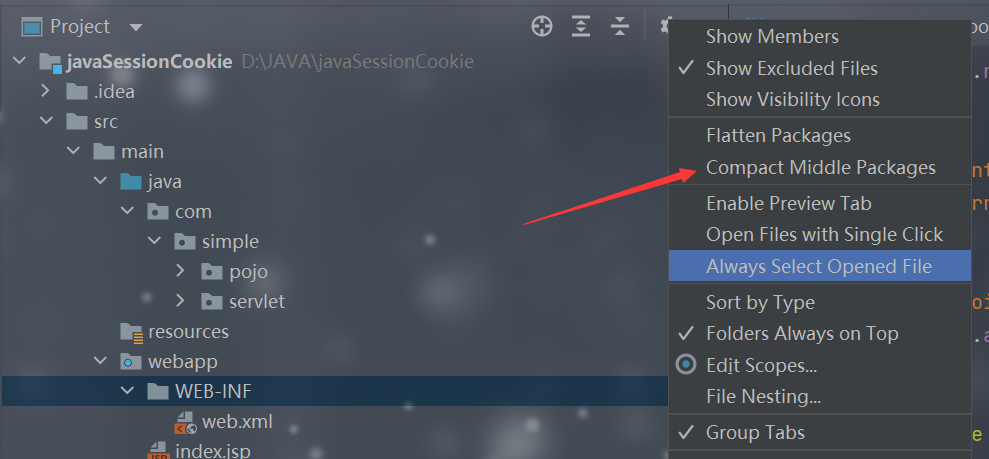 Project
javaSessionCookie D:\JAVA\javaSessionCookie
.idea
src
main
java
com
simple
pojo
servlet
resources
webapp
WEB-INF
web.xml
index.jsp
Show Members
Show Excluded Files
Show Visibility Icons
Flatten Packages
Compact Middle Packages
Enable Preview Tab
Open Files with Single Click
Always Select Opened File
Sort by Type
Folders Always on Top
Edit Scopes...
File Nesting...
Group Tabs